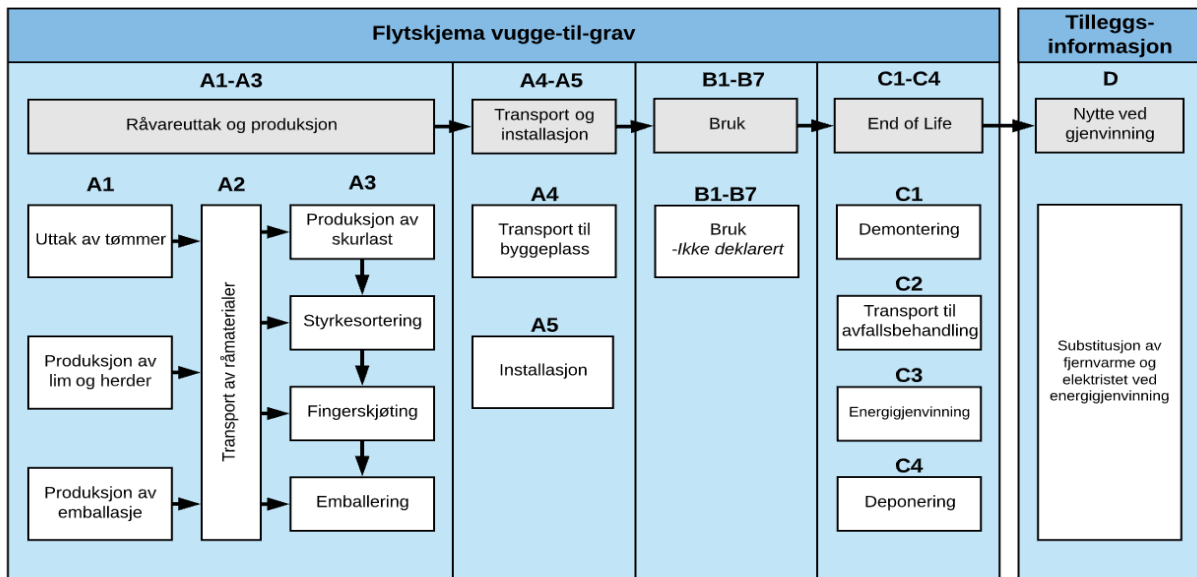 Flytskjema vugge-til-grav
Tilleggs-
informasjon
A1-A3
A4-A5
B1-B7
C1-C4
D
Råvareuttak og produksjon
Transport og
installasjon
Bruk
End of Life
Nytte ved
gjenvinning
A1
A2
A3
Uttak av tømmer
Produksjon av
lim og herder
Produksjon av
emballasje
Transport av råmaterialer
Produksjon av
skurlast
Styrkesortering
Fingerskjøting
Emballering
A4
Transport til
byggeplass
A5
Installasjon
B1-B7
Bruk
-Ikke deklarert
C1
Demontering
C2
Transport til
avfallsbehandling
C3
Energigjenvinning
C4
Deponering
Substitusjon av
fjernvarme og
elektristet ved
energigjenvinning